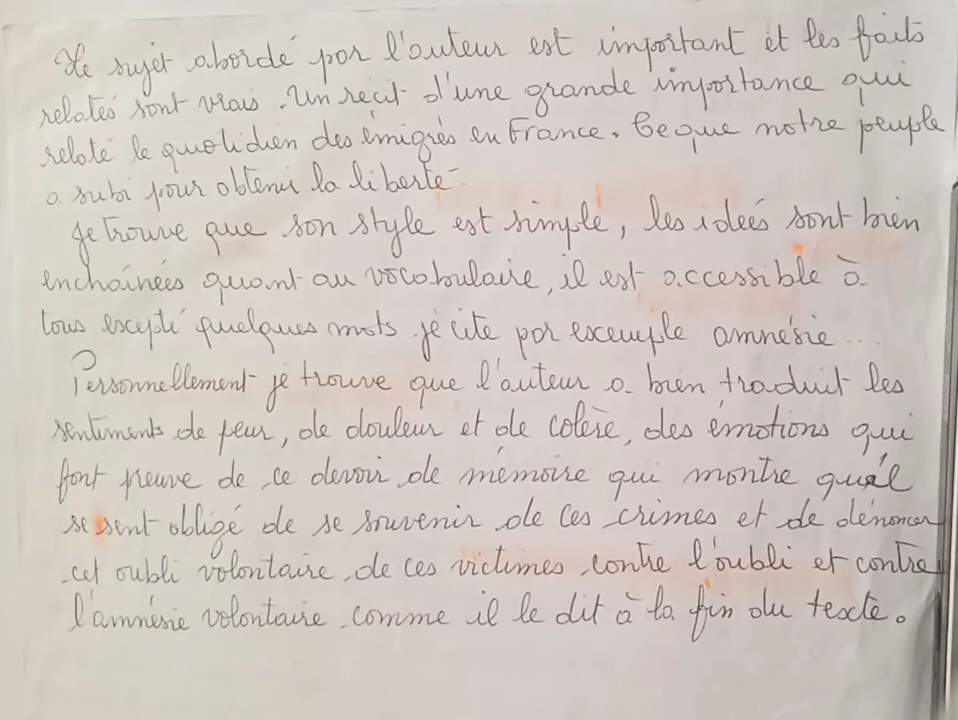 Le sujet abordé par l'auteur est important et les faits
relatés sont vrais. Un récit d'une grande importance qui
relate le quotidien des émigrés en France. Ce que notre peuple
a subi pour obtenir la liberté.
Je trouve que son style est simple, les idées sont bien
enchaînées quant au vocabulaire, il est accessible à
tous excepté quelques mots je cite par exemple amnésie...
Personnellement je trouve que l'auteur a bien traduit les
sentiments de peur, de douleur et de colère, des émotions qui
font preuve de ce devoir de mémoire qui montre qu'il
se sent obligé de se souvenir de ces crimes et de dénoncer
cet oubli volontaire de ces victimes contre l'oubli et contre
l'amnésie volontaire comme il le dit à la fin du texte.